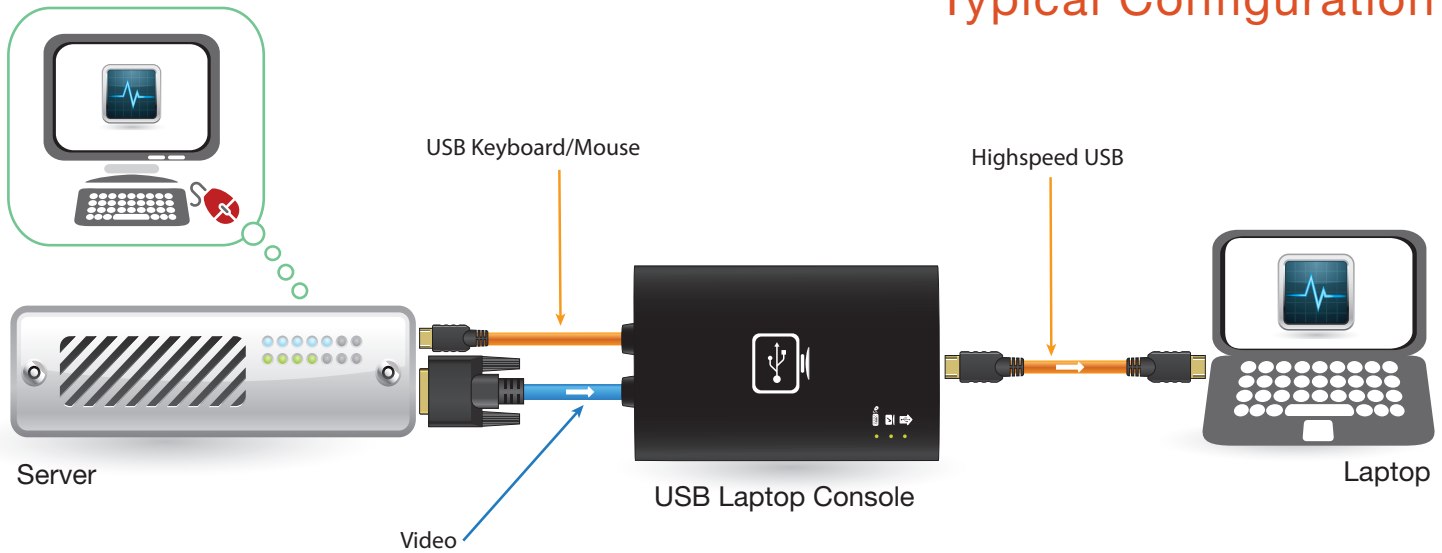 Typical Configuration
USB Keyboard/Mouse
Highspeed USB
Server
USB Laptop Console
Laptop
Video